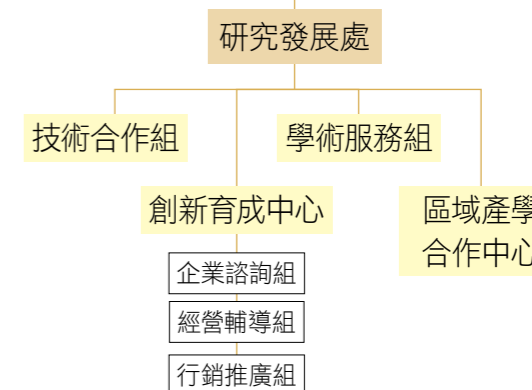 研究發展處
技術合作組
學術服務組
創新育成中心
區域產學
合作中心
企業諮詢組
經營輔導組
行銷推廣組